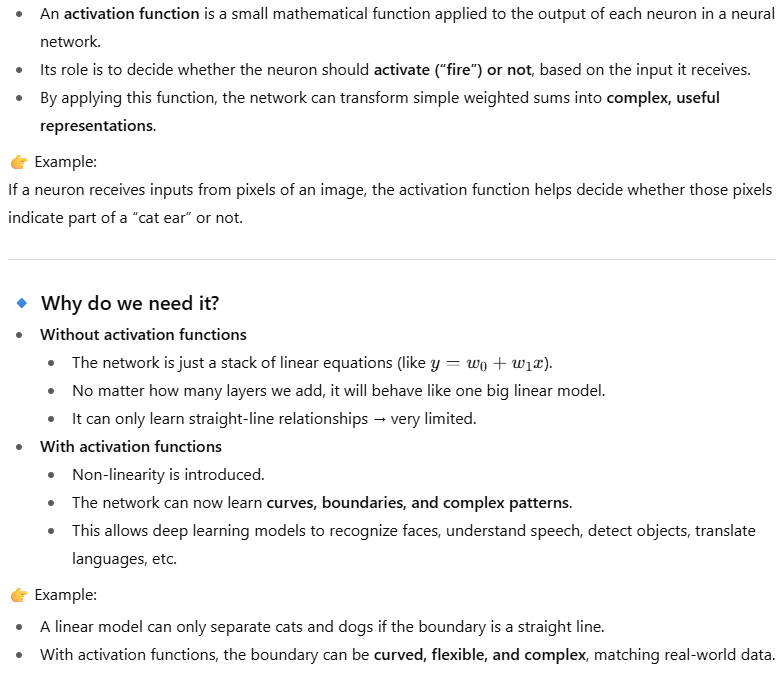 • An activation function is a small mathematical function applied to the output of each neuron in a neural
network.
• Its role is to decide whether the neuron should activate (“fire”) or not, based on the input it receives.
• By applying this function, the network can transform simple weighted sums into complex, useful
representations.
👉 Example:
If a neuron receives inputs from pixels of an image, the activation function helps decide whether those pixels
indicate part of a “cat ear” or not.
🔹 Why do we need it?
• Without activation functions
• The network is just a stack of linear equations (like y = w₀ + w₁x).
• No matter how many layers we add, it will behave like one big linear model.
• It can only learn straight-line relationships → very limited.
• With activation functions
• Non-linearity is introduced.
• The network can now learn curves, boundaries, and complex patterns.
• This allows deep learning models to recognize faces, understand speech, detect objects, translate
languages, etc.
👉 Example:
• A linear model can only separate cats and dogs if the boundary is a straight line.
• With activation functions, the boundary can be curved, flexible, and complex, matching real-world data.